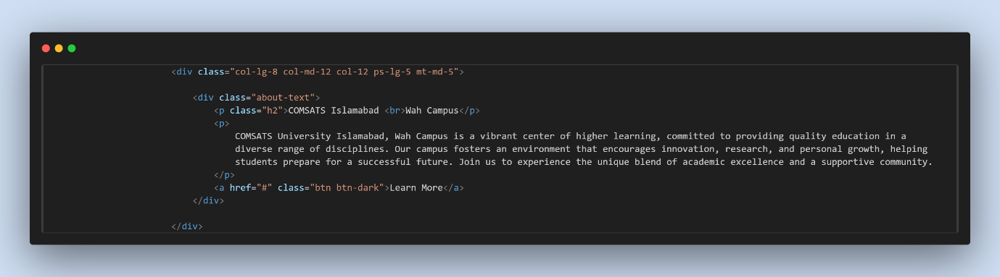 <div class="col-lg-8 col-md-12 col-12 ps-lg-5 mt-md-5">
<div class="about-text">
<p class="h2">COMSATS Islamabad <br>Wah Campus</p>
<p>
COMSATS University Islamabad, Wah Campus is a vibrant center of higher learning, committed to providing quality education in a
diverse range of disciplines. Our campus fosters an environment that encourages innovation, research, and personal growth, helping
students prepare for a successful future. Join us to experience the unique blend of academic excellence and a supportive community.
</p>
<a href="#" class="btn btn-dark">Learn More</a>
</div>
</div>